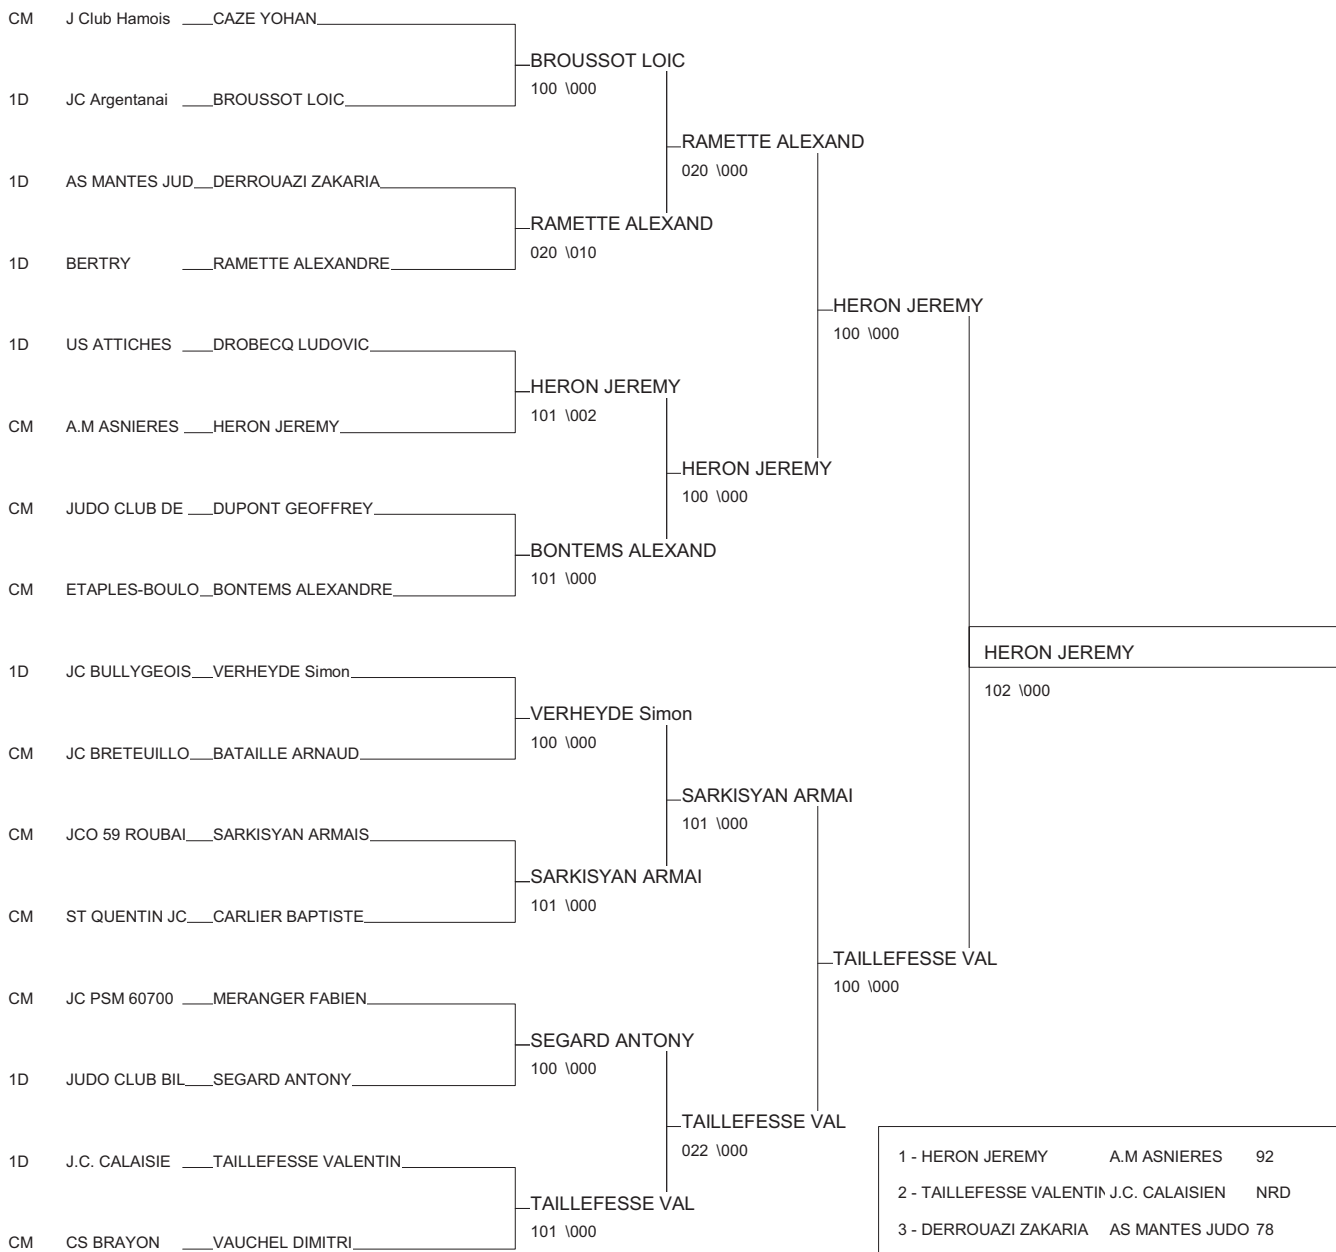 CM J Club Hamois CAZE YOHAN
BROUSSOT LOIC
100 \000
1D JC Argentanai BROUSSOT LOIC
RAMETTE ALEXAND
020 \000
1D AS MANTES JUD DERROUAZI ZAKARIA
RAMETTE ALEXAND
020 \010
1D BERTRY RAMETTE ALEXANDRE
HERON JEREMY
100 \000
1D US ATTICHES DROBECQ LUDOVIC
HERON JEREMY
101 \002
CM A.M ASNIERES HERON JEREMY
HERON JEREMY
100 \000
CM JUDO CLUB DE DUPONT GEOFFREY
BONTEMS ALEXAND
101 \000
CM ETAPLES-BOULO BONTEMS ALEXANDRE
HERON JEREMY
102 \000
1D JC BULLYGEOIS VERHEYDE Simon
VERHEYDE Simon
100 \000
CM JC BRETEUILLO BATAILLE ARNAUD
SARKISYAN ARMAI
101 \000
CM JCO 59 ROUBAI SARKISYAN ARMAIS
SARKISYAN ARMAI
101 \000
CM ST QUENTIN JC CARLIER BAPTISTE
TAILLEFESSE VAL
100 \000
CM JC PSM 60700 MERANGER FABIEN
SEGARD ANTONY
100 \000
1D JUDO CLUB BIL SEGARD ANTONY
TAILLEFESSE VAL
022 \000
1D J.C. CALAISIE TAILLEFESSE VALENTIN
TAILLEFESSE VAL
101 \000
CM CS BRAYON VAUCHEL DIMITRI
1 - HERON JEREMY A.M ASNIERES 92
2 - TAILLEFESSE VALENTIN J.C. CALAISIEN NRD
3 - DERROUAZI ZAKARIA AS MANTES JUDO 78